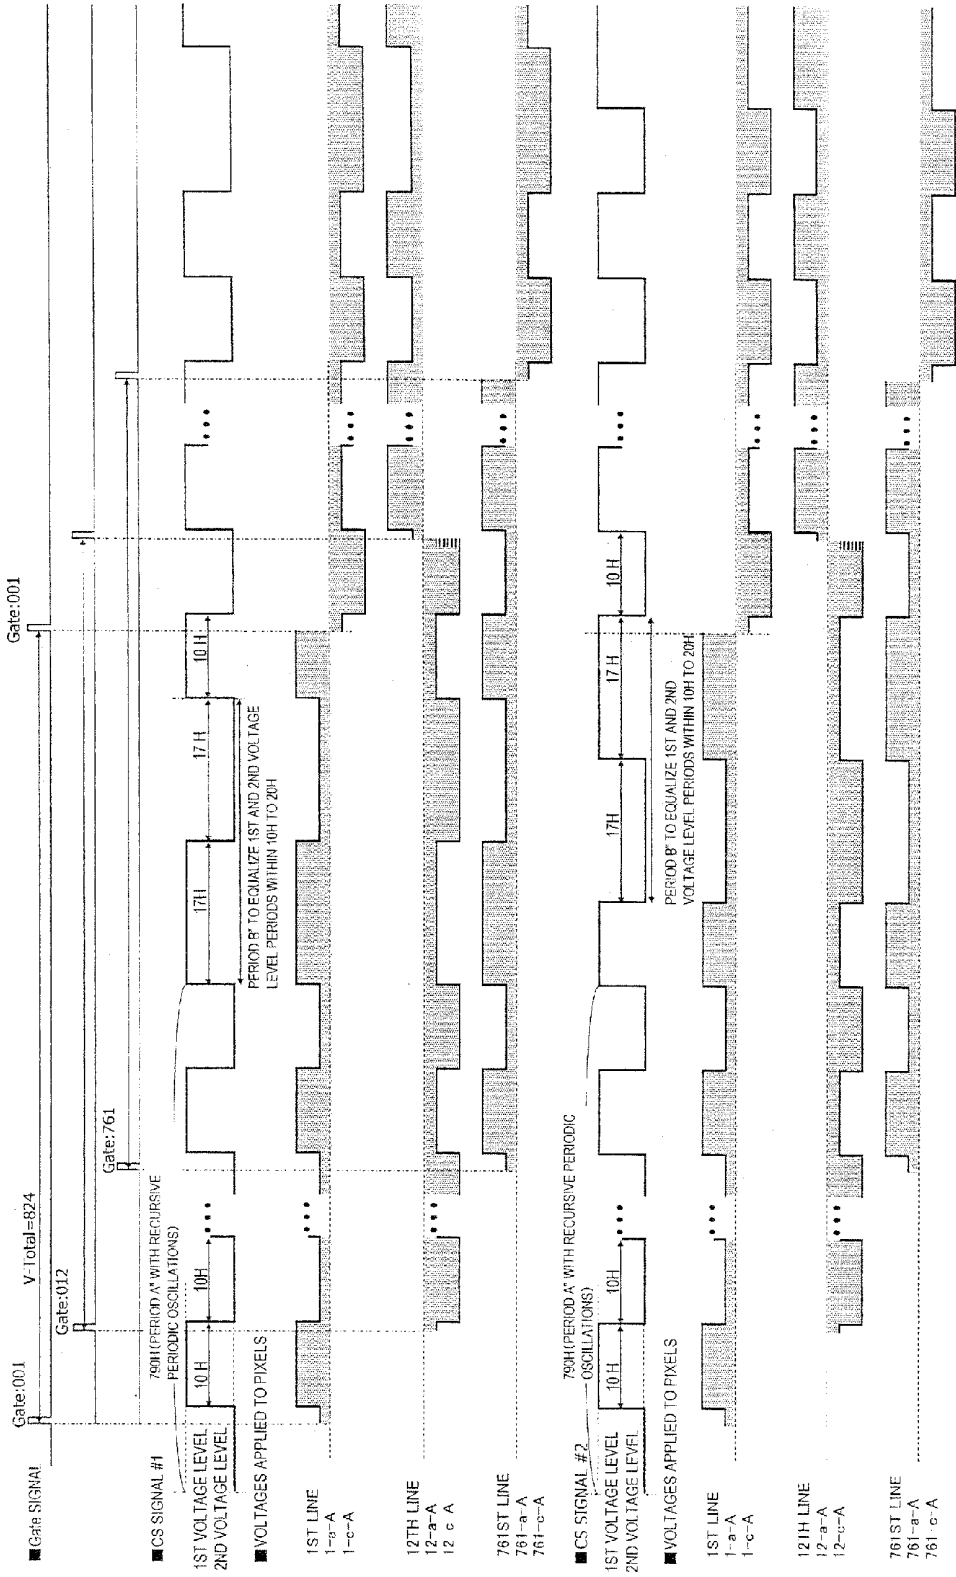 ■Gate SIGNAL
Gate:001
V-Total=824
Gate:001
Gate:012
Gate:761
■CS SIGNAL #1
790H(PERIOD A" WITH RECURSIVE
PERIODIC OSCILLATIONS)
1ST VOLTAGE LEVEL
2ND VOLTAGE LEVEL
10 H
10H
•••
17H
17 H
10 H
•••
PERIOD B" TO EQUALIZE 1ST AND 2ND VOLTAGE
LEVEL PERIODS WITHIN 10H TO 20H
■VOLTAGES APPLIED TO PIXELS
1ST LINE
1-a-A
1-c-A
•••
•••
12TH LINE
12-a-A
12-c-A
•••
•••
761ST LINE
761-a-A
761-c-A
•••
■CS SIGNAL #2
790H(PERIOD A" WITH RECURSIVE PERIODIC
OSCILLATIONS)
1ST VOLTAGE LEVEL
2ND VOLTAGE LEVEL
10 H
10H
•••
17H
17H
10 H
•••
PERIOD B" TO EQUALIZE 1ST AND 2ND
VOLTAGE LEVEL PERIODS WITHIN 10H TO 20H
■VOLTAGES APPLIED TO PIXELS
1ST LINE
1-a-A
1-c-A
•••
•••
12TH LINE
12-a-A
12-c-A
•••
•••
761ST LINE
761-a-A
761-c-A
•••